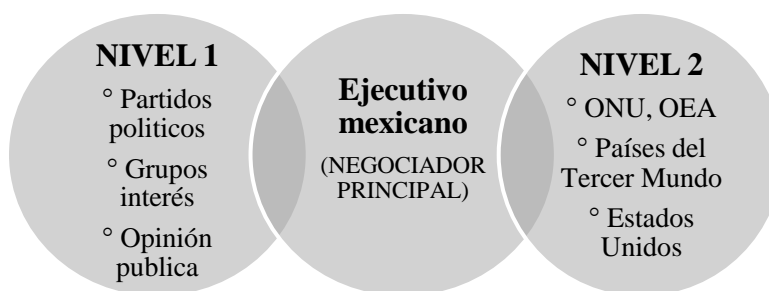 NIVEL 1
° Partidos
politicos
° Grupos
interés
° Opinión
publica
Ejecutivo
mexicano
(NEGOCIADOR
PRINCIPAL)
NIVEL 2
° ONU, OEA
° Países del
Tercer Mundo
° Estados
Unidos